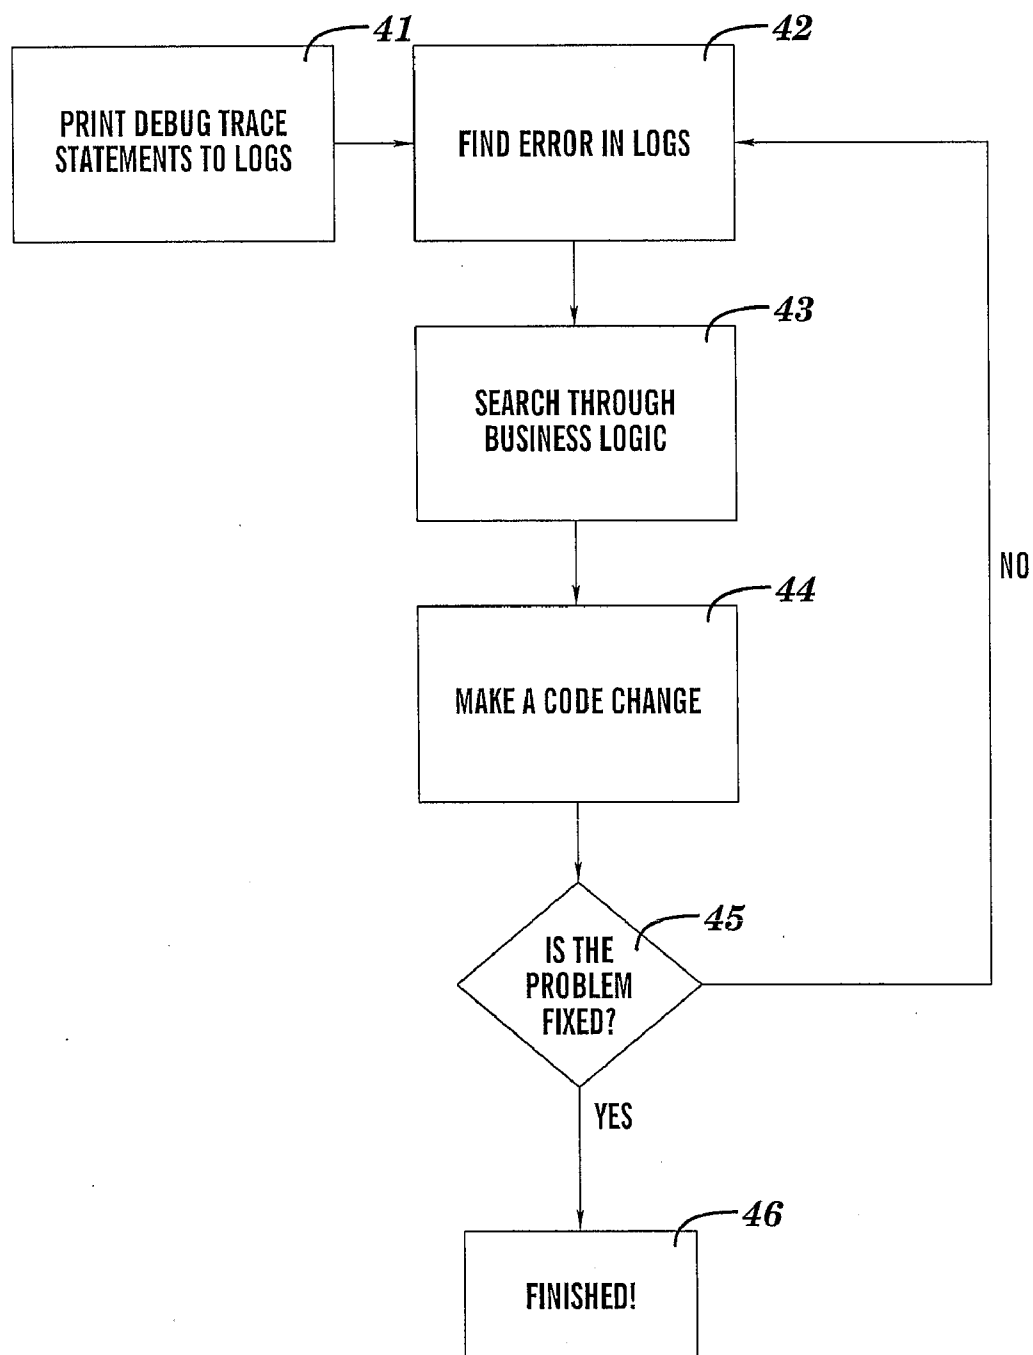 41
PRINT DEBUG TRACE
STATEMENTS TO LOGS
42
FIND ERROR IN LOGS
43
SEARCH THROUGH
BUSINESS LOGIC
NO
44
MAKE A CODE CHANGE
45
IS THE
PROBLEM
FIXED?
YES
46
FINISHED!